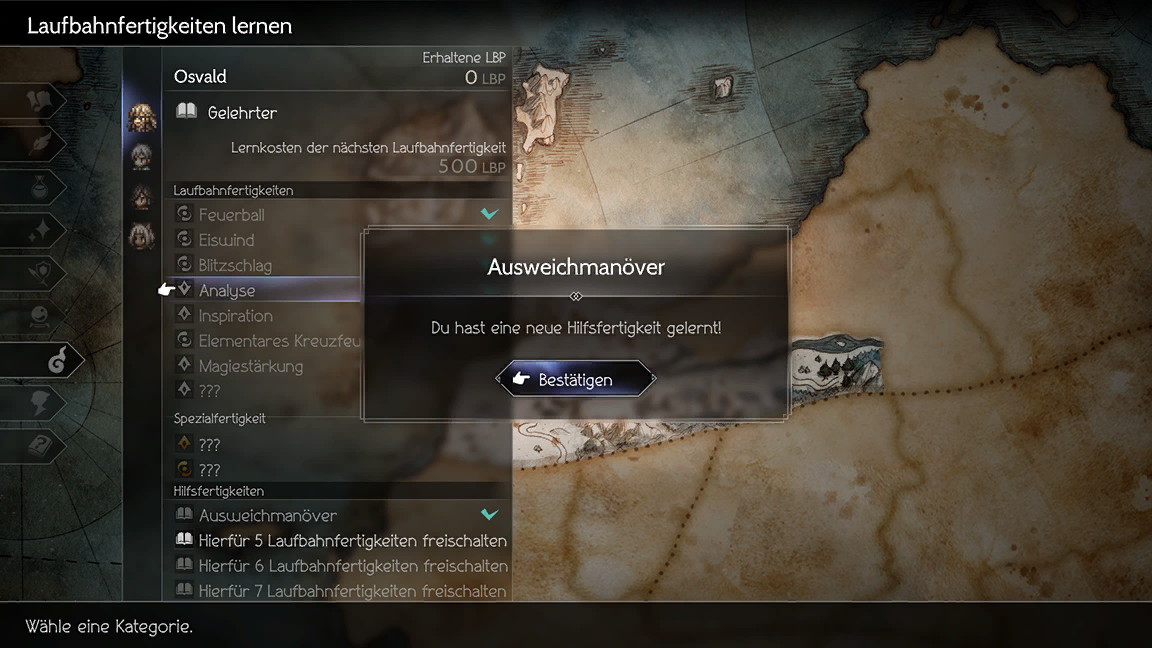 Laufbahnfertigkeiten lernen
Erhaltene LBP
Osvald
0 LBP
Gelehrter
Lernkosten der nächsten Laufbahnfertigkeit
500 LBP
Laufbahnfertigkeiten
Feuerball
Eiswind
Blitzschlag
Analyse
Inspiration
Elementares Kreuzfeu
Magiestärkung
???
Spezialfertigkeit
???
???
Hilfsfertigkeiten
Ausweichmanöver
Hierfür 5 Laufbahnfertigkeiten freischalten
Hierfür 6 Laufbahnfertigkeiten freischalten
Hierfür 7 Laufbahnfertigkeiten freischalten
Ausweichmanöver
Du hast eine neue Hilfsfertigkeit gelernt!
Bestätigen
Wähle eine Kategorie.